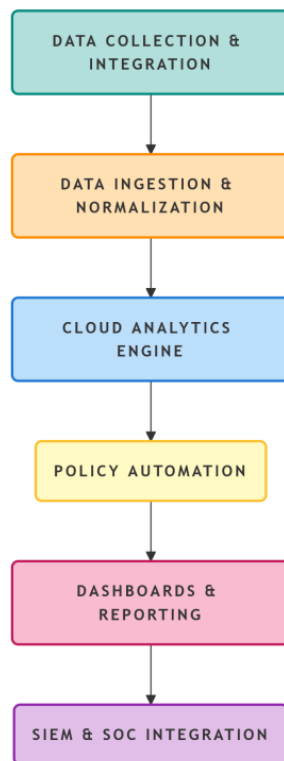 DATA COLLECTION &
INTEGRATION
DATA INGESTION &
NORMALIZATION
CLOUD ANALYTICS
ENGINE
POLICY AUTOMATION
DASHBOARDS &
REPORTING
SIEM & SOC INTEGRATION